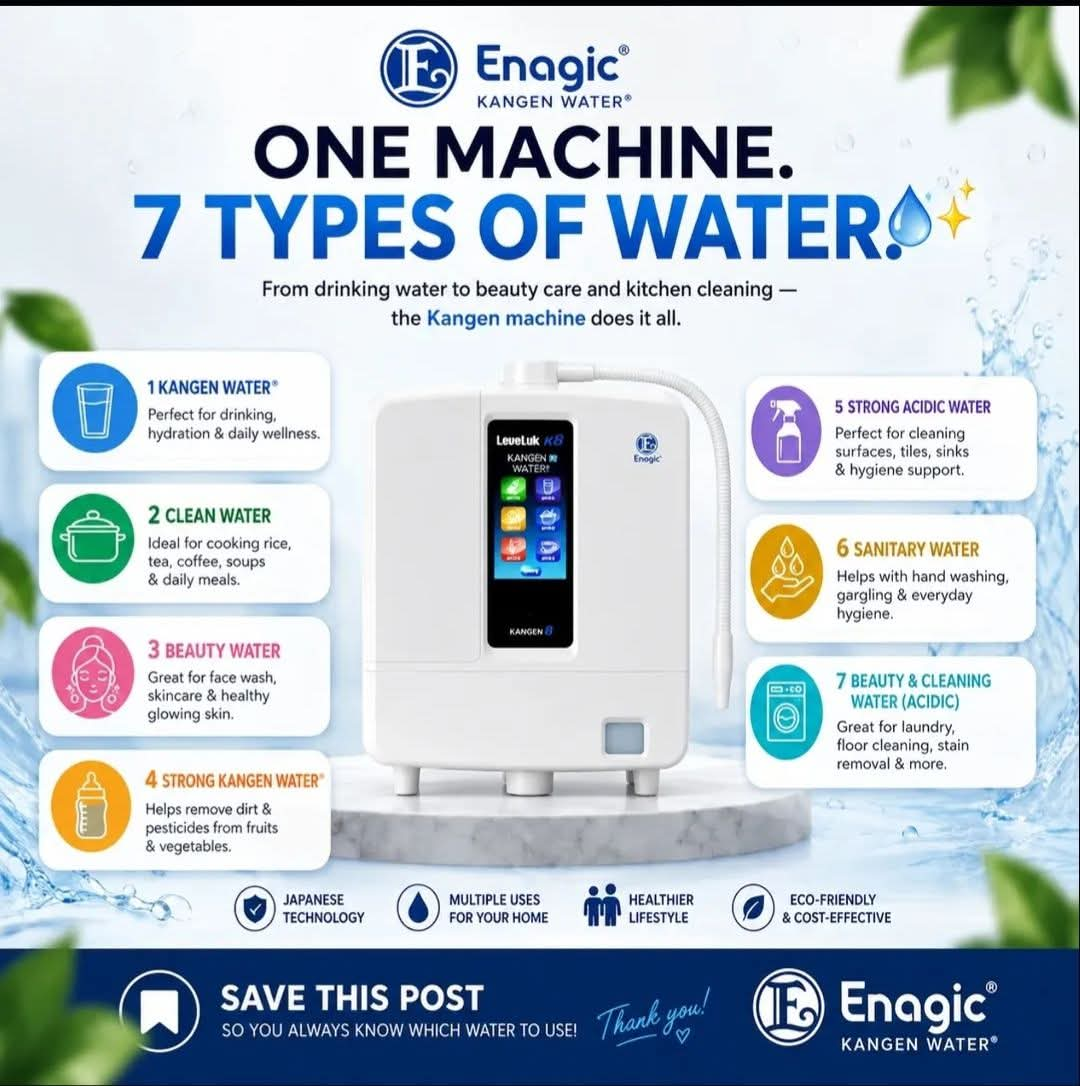 Enagic®
KANGEN WATER®
ONE MACHINE.
7 TYPES OF WATER.
From drinking water to beauty care and kitchen cleaning —
the Kangen machine does it all.
1 KANGEN WATER®
Perfect for drinking,
hydration & daily wellness.
2 CLEAN WATER
Ideal for cooking rice,
tea, coffee, soups
& daily meals.
3 BEAUTY WATER
Great for face wash,
skincare & healthy
glowing skin.
4 STRONG KANGEN WATER®
Helps remove dirt &
pesticides from fruits
& vegetables.
LeveLuk K8
KANGEN
WATER
KANGEN 8
Enagic
5 STRONG ACIDIC WATER
Perfect for cleaning
surfaces, tiles, sinks
& hygiene support.
6 SANITARY WATER
Helps with hand washing,
gargling & everyday
hygiene.
7 BEAUTY & CLEANING
WATER (ACIDIC)
Great for laundry,
floor cleaning, stain
removal & more.
JAPANESE
TECHNOLOGY
MULTIPLE USES
FOR YOUR HOME
HEALTHIER
LIFESTYLE
ECO-FRIENDLY
& COST-EFFECTIVE
SAVE THIS POST
SO YOU ALWAYS KNOW WHICH WATER TO USE!
Thank you!
Enagic®
KANGEN WATER®